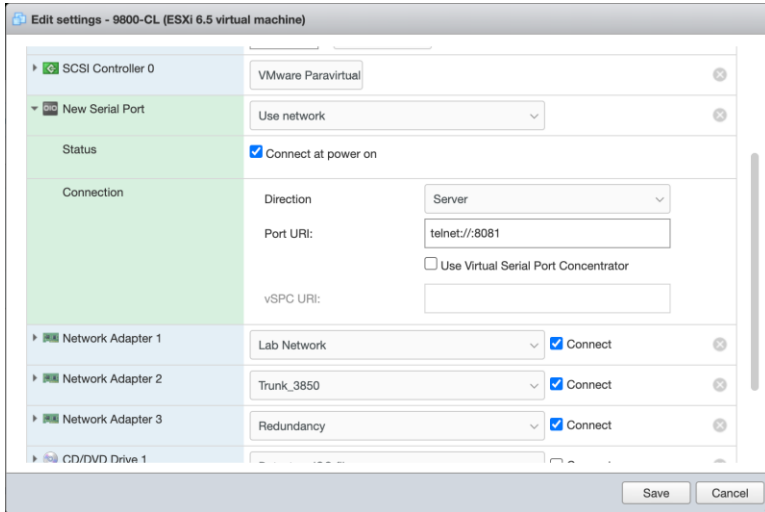 Edit settings - 9800-CL (ESXi 6.5 virtual machine)
SCSI Controller 0
VMware Paravirtual
New Serial Port
Use network
Status
Connect at power on
Connection
Direction
Server
Port URI:
telnet://:8081
Use Virtual Serial Port Concentrator
vSPC URI:
Network Adapter 1
Lab Network
Connect
Network Adapter 2
Trunk_3850
Connect
Network Adapter 3
Redundancy
Connect
CD/DVD Drive 1
Save
Cancel